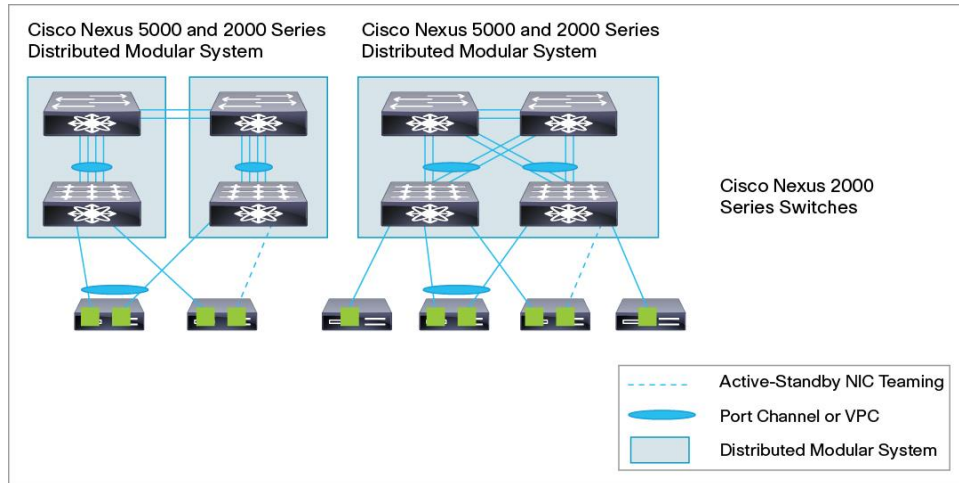 Cisco Nexus 5000 and 2000 Series
Distributed Modular System
Cisco Nexus 5000 and 2000 Series
Distributed Modular System
Cisco Nexus 2000
Series Switches
Active-Standby NIC Teaming
Port Channel or VPC
Distributed Modular System